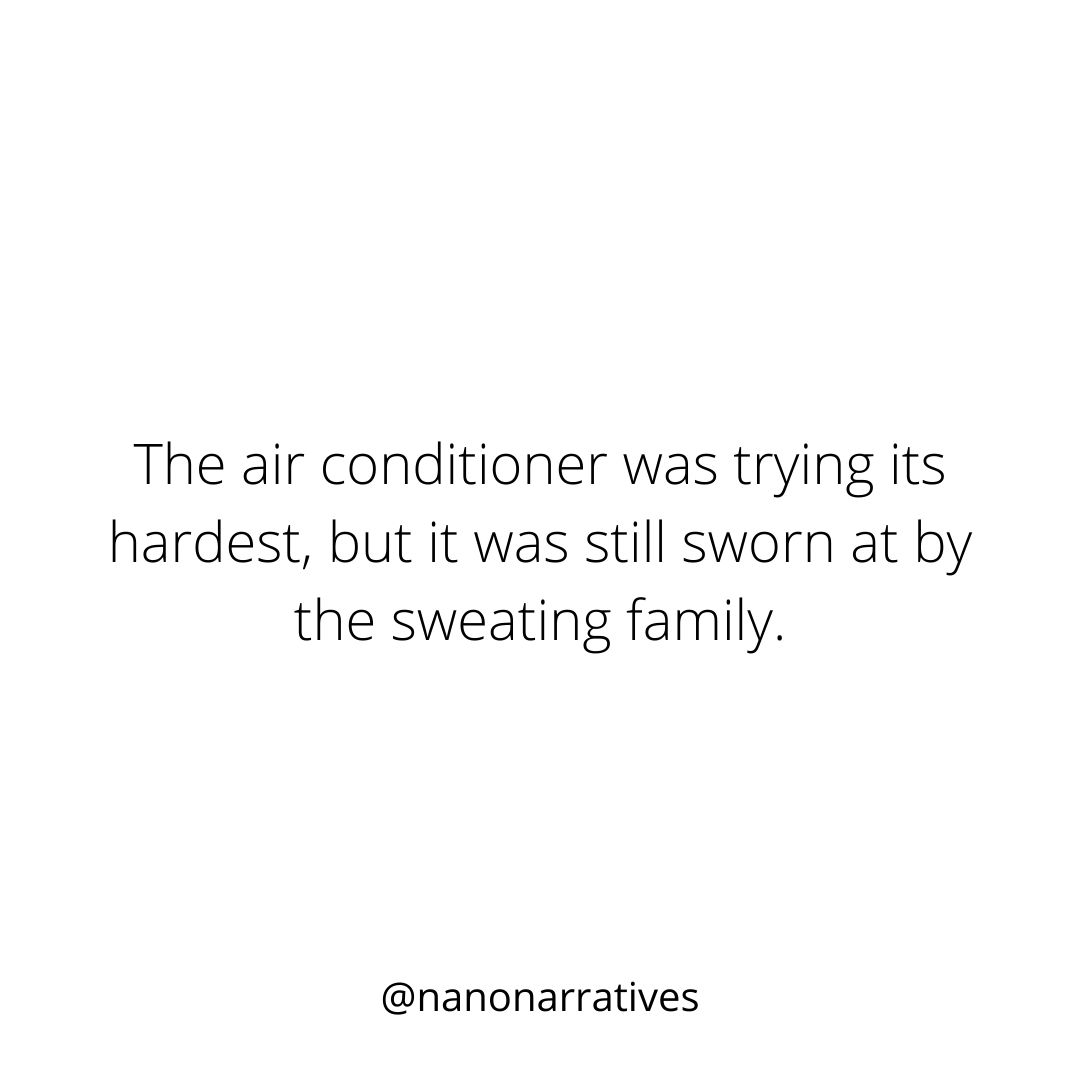 The air conditioner was trying its
hardest, but it was still sworn at by
the sweating family.
@nanonarratives